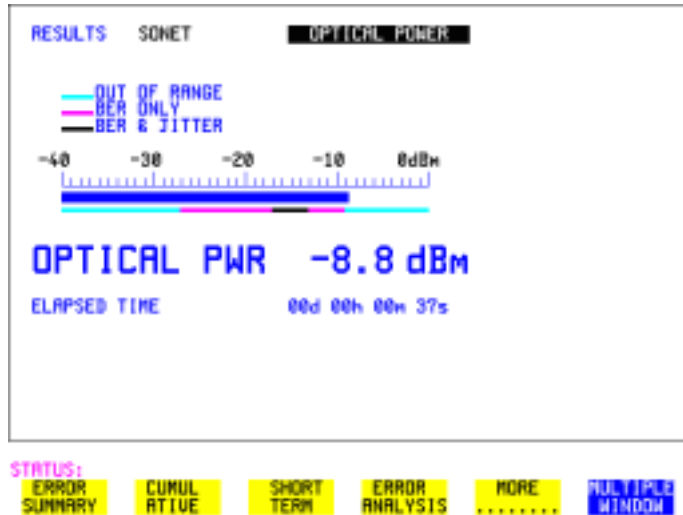 RESULTS SONET OPTICAL POWER
OUT OF RANGE
BER ONLY
BER & JITTER
-40 -30 -20 -10 0dBm
OPTICAL PWR -8.8 dBm
ELAPSED TIME 00d 00h 00m 37s
STATUS:
ERROR SUMMARY
CUMUL ATIVE
SHORT TERM
ERROR ANALYSIS
MORE ........
MULTIPLE WINDOW